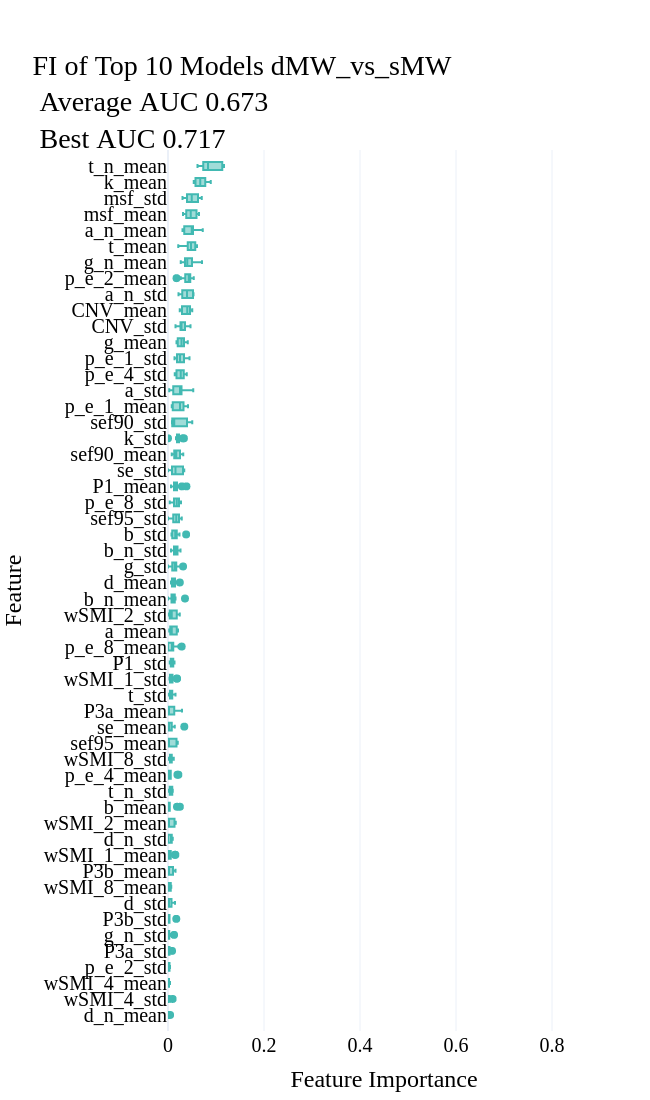 FI of Top 10 Models dMW_vs_sMW
Average AUC 0.673
Best AUC 0.717
t_n_mean
k_mean
msf_std
msf_mean
a_n_mean
t_mean
g_n_mean
p_e_2_mean
a_n_std
CNV_mean
CNV_std
g_mean
p_e_1_std
p_e_4_std
a_std
p_e_1_mean
sef90_std
k_std
sef90_mean
se_std
P1_mean
p_e_8_std
sef95_std
b_std
b_n_std
g_std
d_mean
b_n_mean
wSMI_2_std
a_mean
p_e_8_mean
P1_std
wSMI_1_std
t_std
P3a_mean
se_mean
sef95_mean
wSMI_8_std
p_e_4_mean
t_n_std
b_mean
wSMI_2_mean
d_n_std
wSMI_1_mean
P3b_mean
wSMI_8_mean
d_std
P3b_std
g_n_std
P3a_std
p_e_2_std
wSMI_4_mean
wSMI_4_std
d_n_mean
Feature
0 0.2 0.4 0.6 0.8
Feature Importance